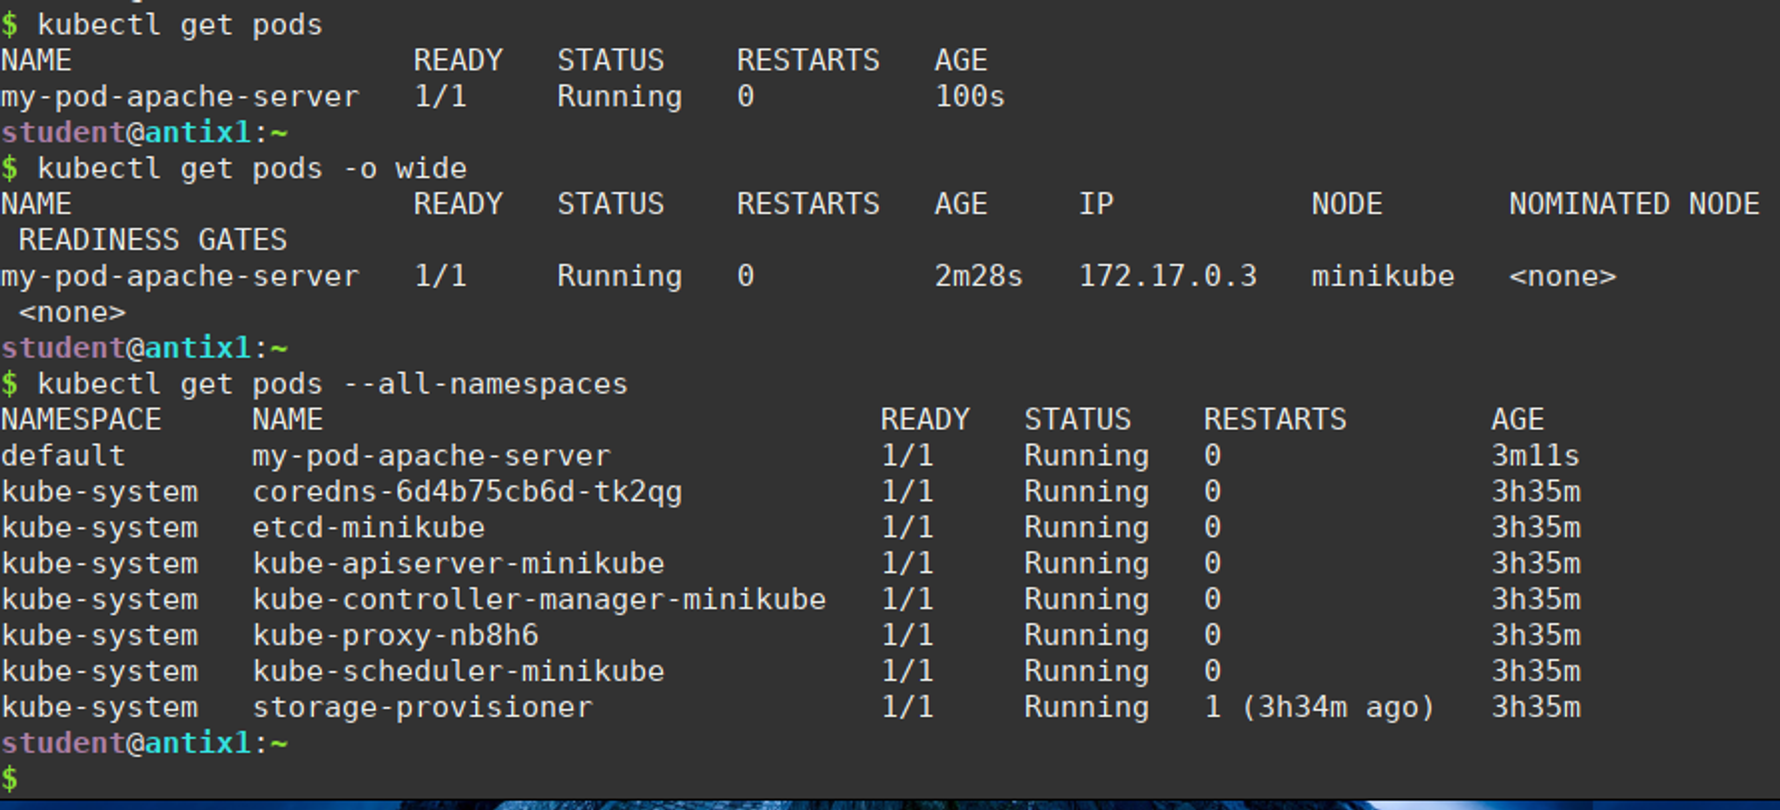 $ kubectl get pods
NAME                   READY   STATUS    RESTARTS   AGE
my-pod-apache-server   1/1     Running   0          100s
student@antix1:~
$ kubectl get pods -o wide
NAME                   READY   STATUS    RESTARTS   AGE     IP           NODE       NOMINATED NODE
 READINESS GATES
my-pod-apache-server   1/1     Running   0          2m28s   172.17.0.3   minikube   <none>
 <none>
student@antix1:~
$ kubectl get pods --all-namespaces
NAMESPACE     NAME                               READY   STATUS    RESTARTS        AGE
default       my-pod-apache-server               1/1     Running   0               3m11s
kube-system   coredns-6d4b75cb6d-tk2qg           1/1     Running   0               3h35m
kube-system   etcd-minikube                      1/1     Running   0               3h35m
kube-system   kube-apiserver-minikube            1/1     Running   0               3h35m
kube-system   kube-controller-manager-minikube   1/1     Running   0               3h35m
kube-system   kube-proxy-nb8h6                   1/1     Running   0               3h35m
kube-system   kube-scheduler-minikube            1/1     Running   0               3h35m
kube-system   storage-provisioner                1/1     Running   1 (3h34m ago)   3h35m
student@antix1:~
$